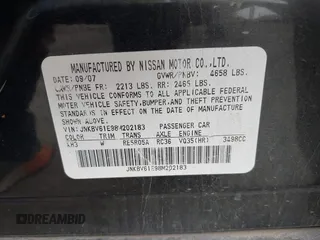 MANUFACTURED BY NISSAN MOTOR CO.,LTD.
DATE: 09/07 GVWR/PNBV: 4658 LBS.
GAWR/PNBE FR: 2213 LBS. RR: 2465 LBS.
THIS VEHICLE CONFORMS TO ALL APPLICABLE FEDERAL MOTOR VEHICLE
SAFETY, BUMPER, AND THEFT PREVENTION
STANDARDS IN EFFECT ON THE DATE OF
MANUFACTURE SHOWN ABOVE.
V.I.N: JNKBV61E98M202183 PASSENGER CAR
COLOR TRIM TRANS AXLE ENGINE
KH3 W RE5R05A RC36 VQ35(HR) 3498CC
JNKBV61E98M202183
DREAMBID